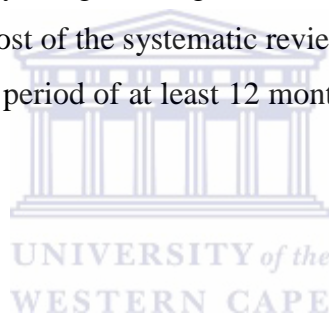 ost of the systematic revie
period of at least 12 mont
UNIVERSITY of the
WESTERN CAPE